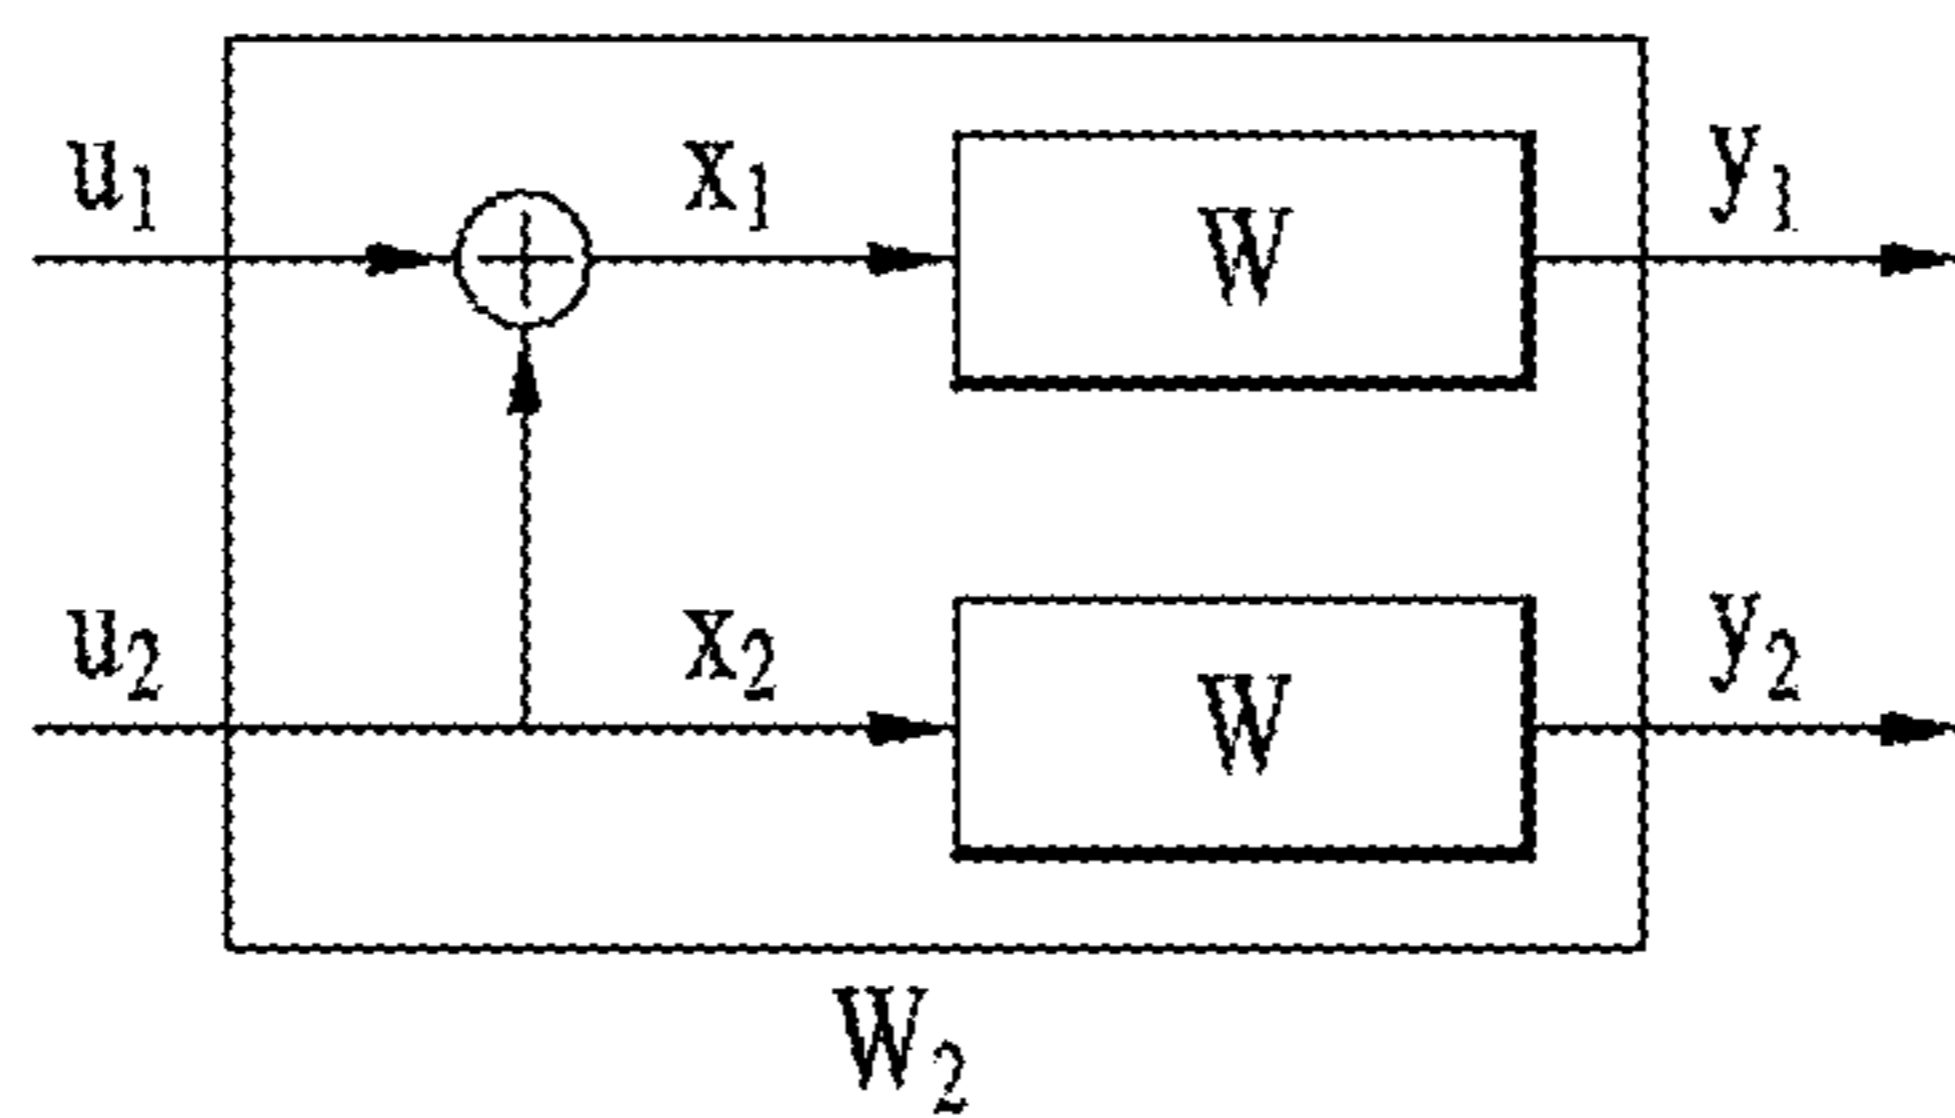 u₁ x₁ W y₁
u₂ x₂ W y₂
W₂